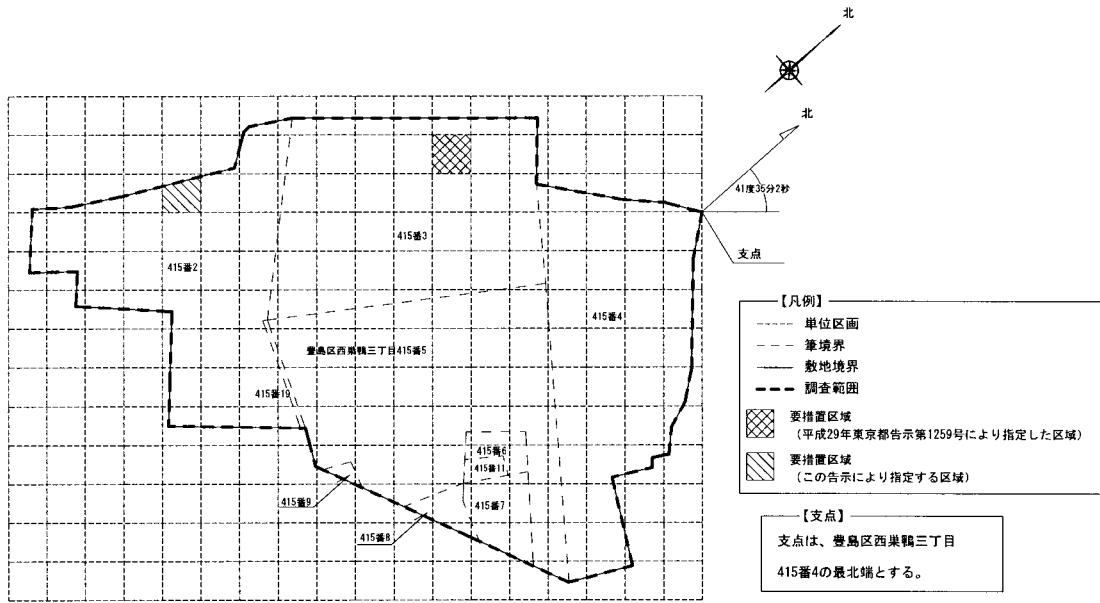 北
北
41度35分2秒
支点
415番3
415番2
415番4
豊島区西巣鴨三丁目415番5
415番19
415番6
415番11
415番7
415番9
415番8
【凡例】
単位区画
筆境界
敷地境界
調査範囲
要措置区域
(平成29年東京都告示第1259号により指定した区域)
要措置区域
(この告示により指定する区域)
【支点】
支点は、豊島区西巣鴨三丁目
415番4の最北端とする。